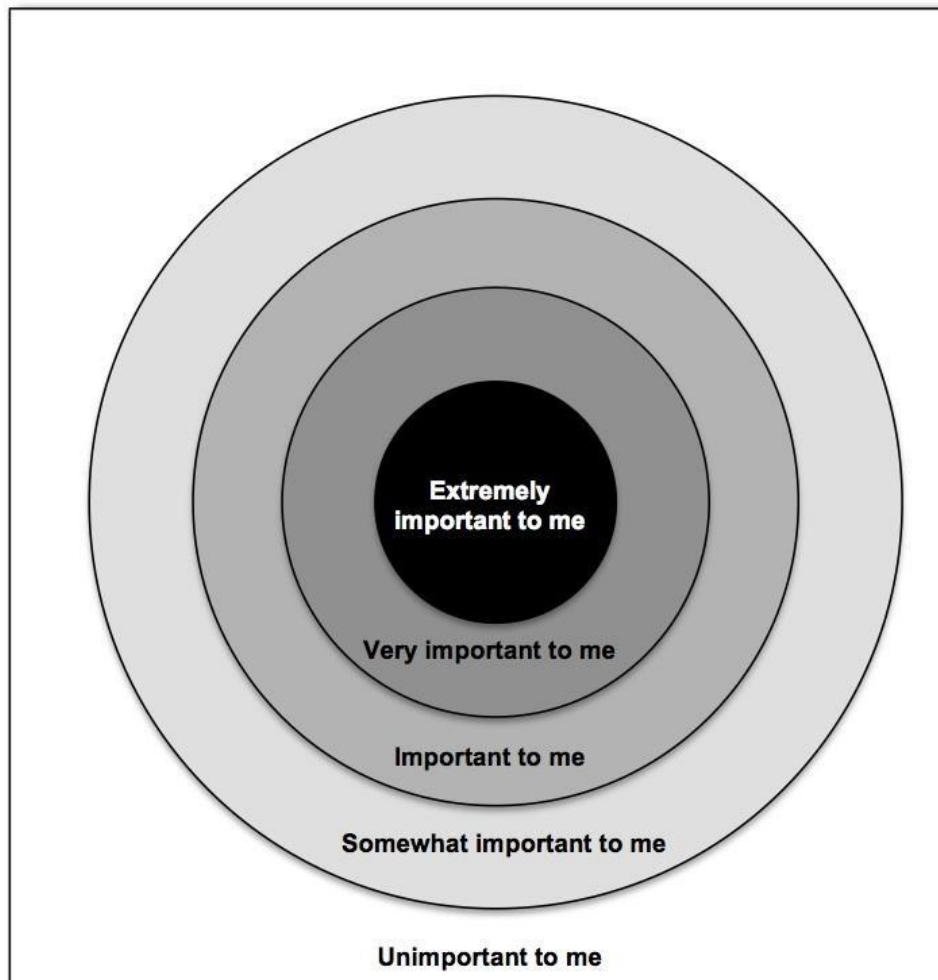 Extremely
important to me
Very important to me
Important to me
Somewhat important to me
Unimportant to me